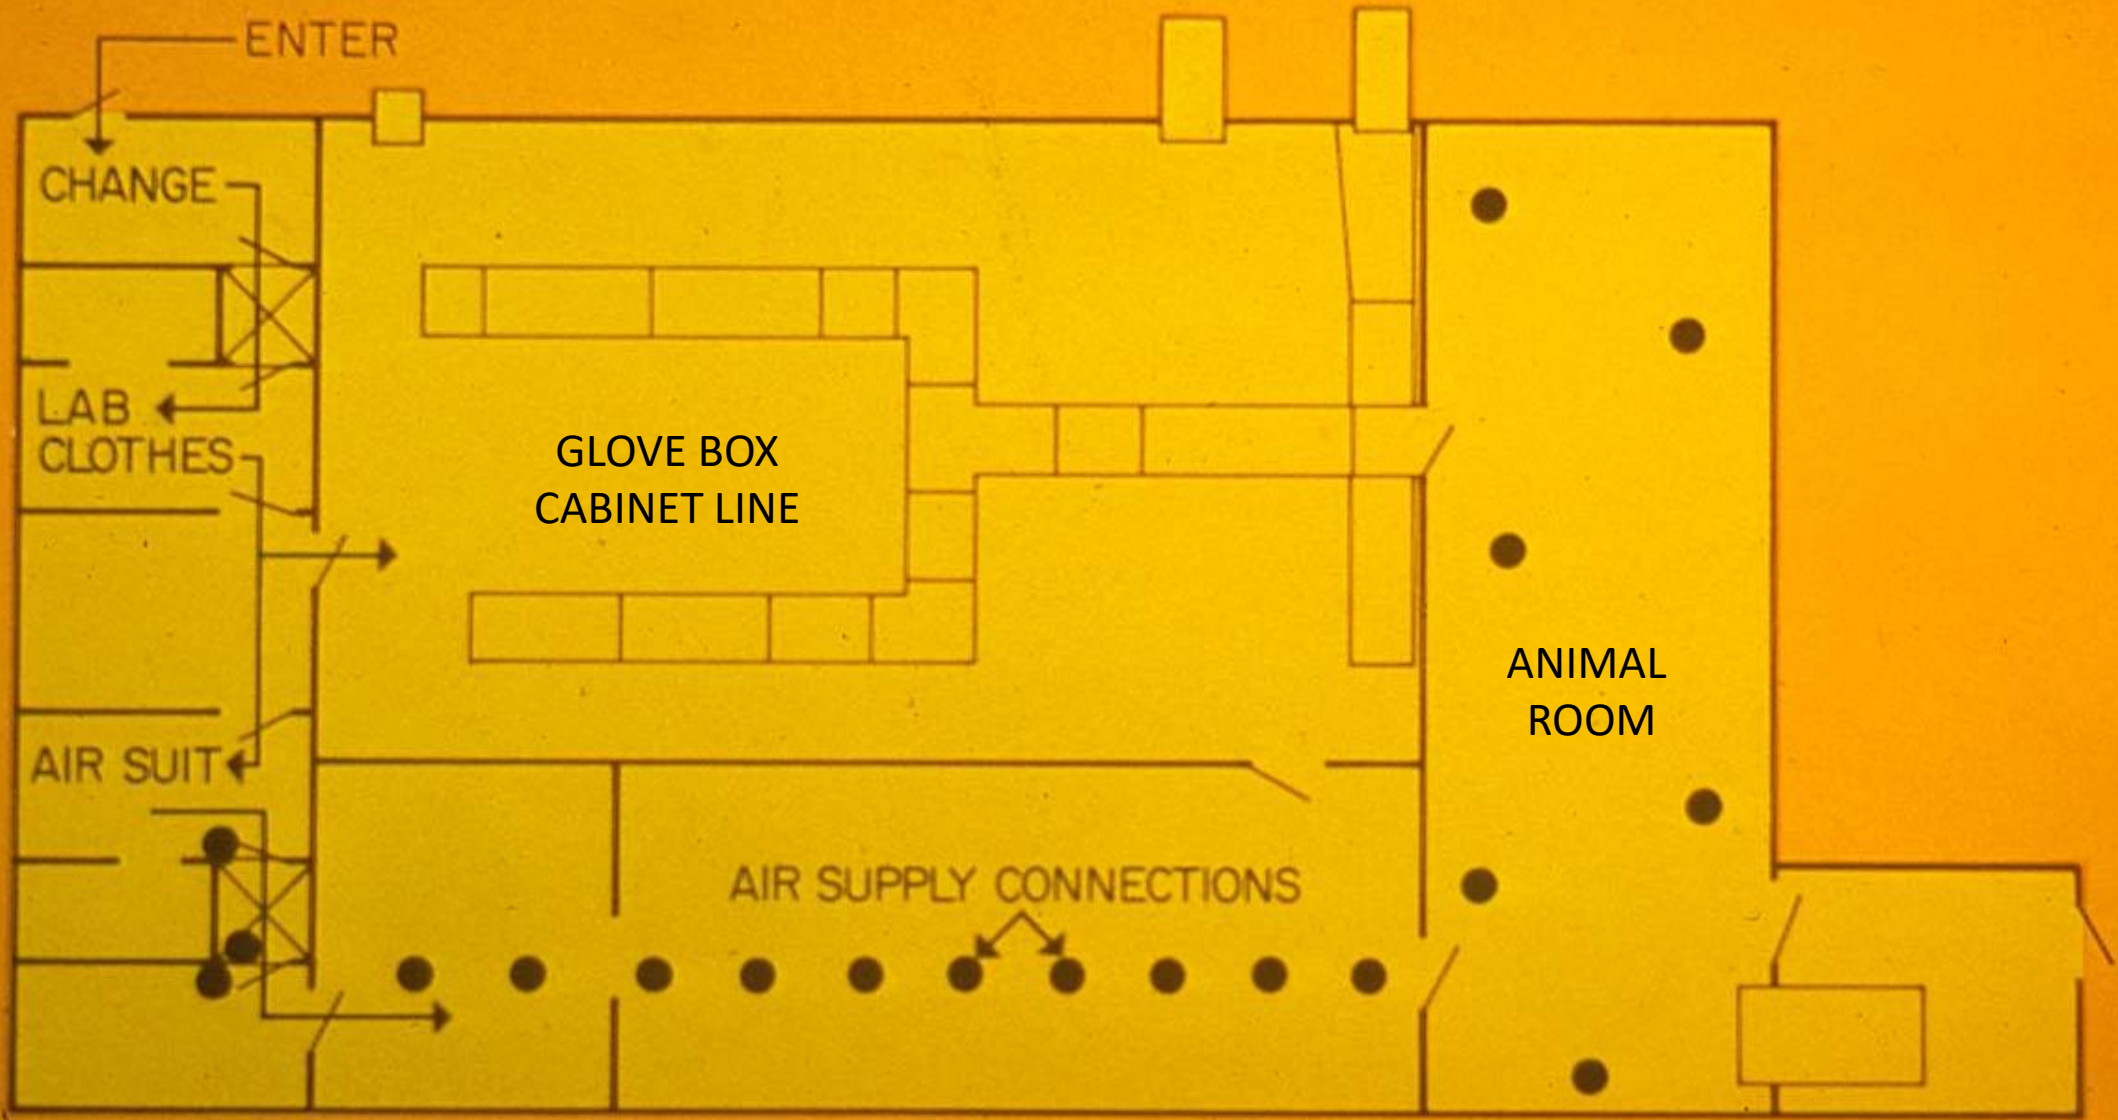 ENTER
CHANGE
LAB
CLOTHES
GLOVE BOX
CABINET LINE
ANIMAL
ROOM
AIR SUIT
AIR SUPPLY CONNECTIONS